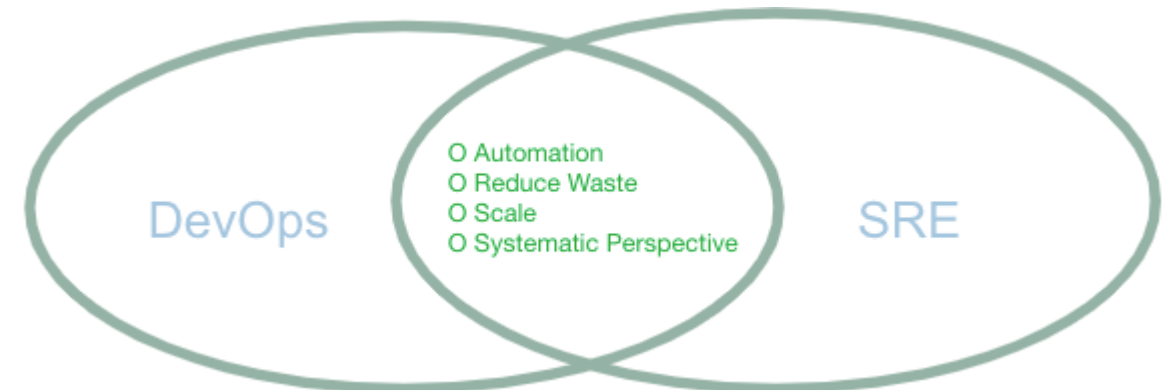 DevOps
O Automation
O Reduce Waste
O Scale
O Systematic Perspective
SRE